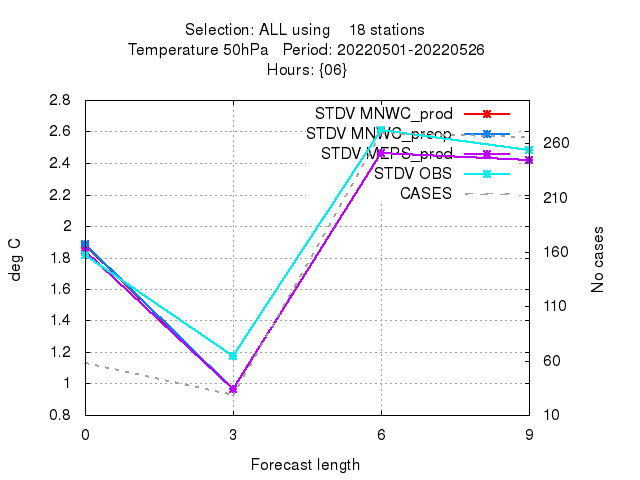 Selection: ALL using 18 stations
Temperature 50hPa Period: 20220501-20220526
Hours: {06}
STDV MNWC_prod
STDV MNWC_preop
STDV MEPS_prod
STDV OBS
CASES
2.8
2.6
2.4
2.2
2
1.8
1.6
1.4
1.2
1
0.8
deg C
260
210
160
110
60
10
No cases
0 3 6 9
Forecast length